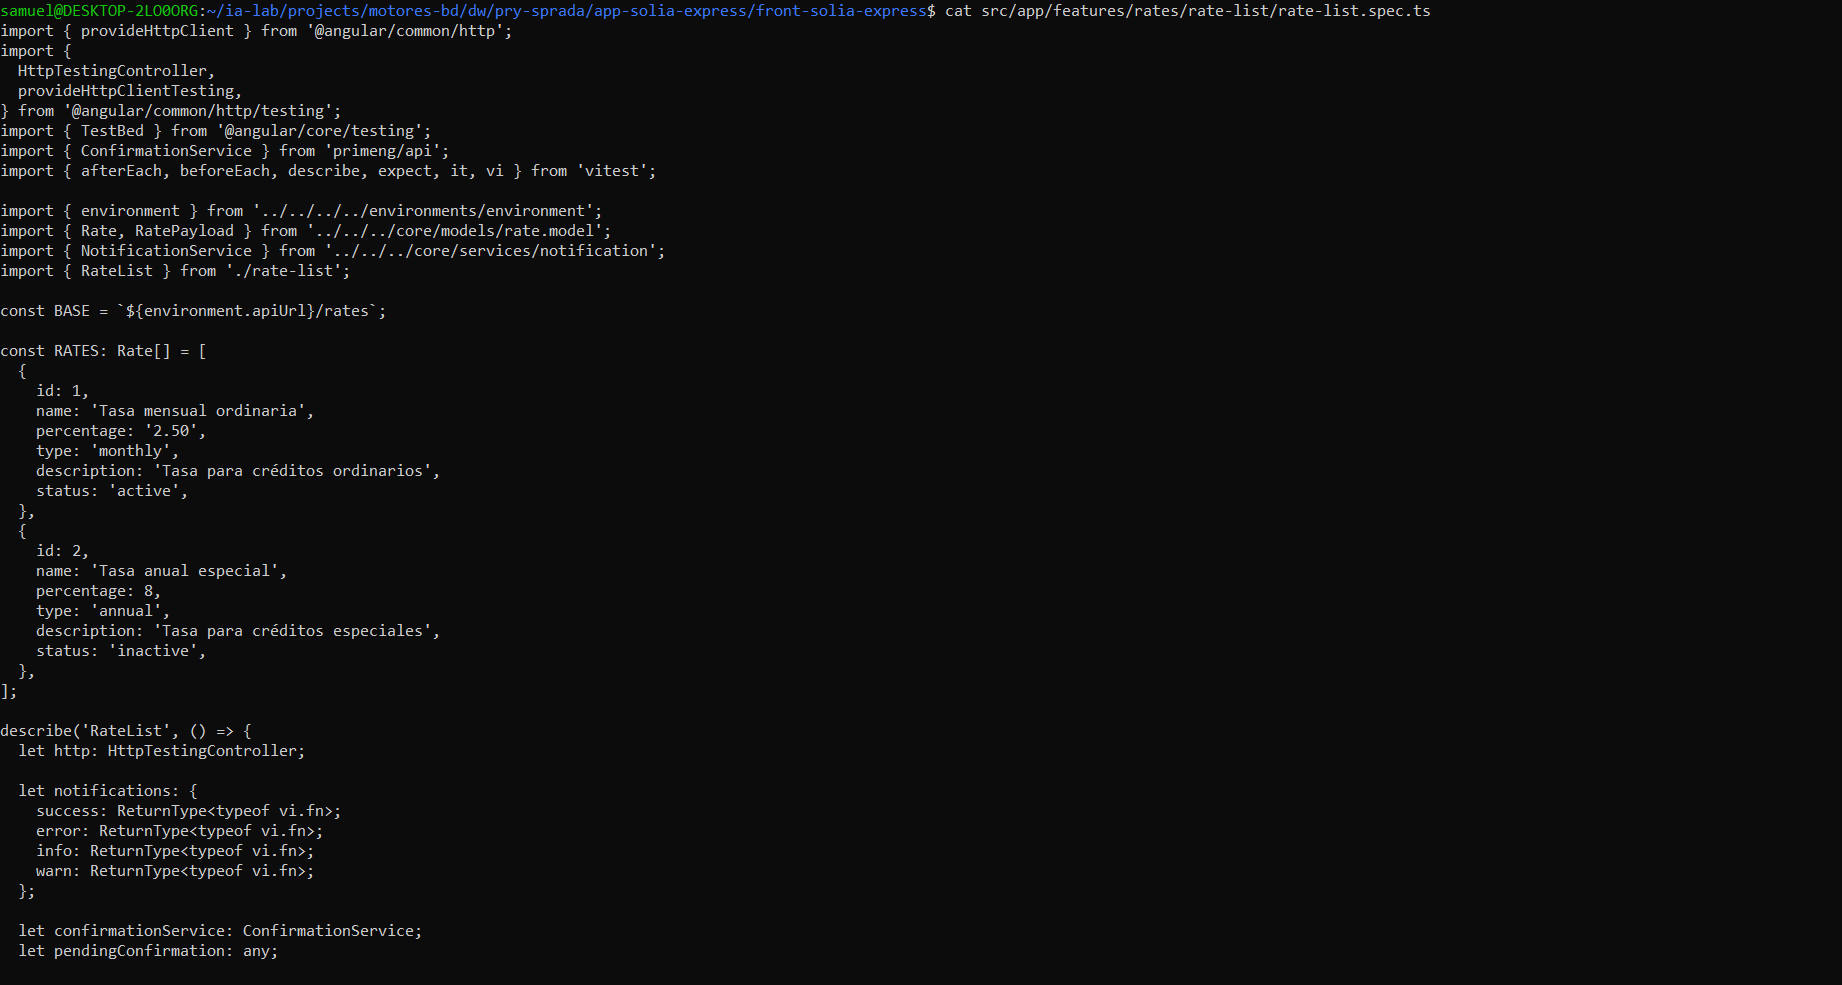 samuel@DESKTOP-2LO0ORG:~/ia-lab/projects/motores-bd/dw/pry-sprada/app-solia-express/front-solia-express$ cat src/app/features/rates/rate-list/rate-list.spec.ts
import { provideHttpClient } from '@angular/common/http';
import {
  HttpTestingController,
  provideHttpClientTesting,
} from '@angular/common/http/testing';
import { TestBed } from '@angular/core/testing';
import { ConfirmationService } from 'primeng/api';
import { afterEach, beforeEach, describe, expect, it, vi } from 'vitest';

import { environment } from '../../../../environments/environment';
import { Rate, RatePayload } from '../../../core/models/rate.model';
import { NotificationService } from '../../../core/services/notification';
import { RateList } from './rate-list';

const BASE = `${environment.apiUrl}/rates`;

const RATES: Rate[] = [
  {
    id: 1,
    name: 'Tasa mensual ordinaria',
    percentage: '2.50',
    type: 'monthly',
    description: 'Tasa para créditos ordinarios',
    status: 'active',
  },
  {
    id: 2,
    name: 'Tasa anual especial',
    percentage: 8,
    type: 'annual',
    description: 'Tasa para créditos especiales',
    status: 'inactive',
  },
];

describe('RateList', () => {
  let http: HttpTestingController;

  let notifications: {
    success: ReturnType<typeof vi.fn>;
    error: ReturnType<typeof vi.fn>;
    info: ReturnType<typeof vi.fn>;
    warn: ReturnType<typeof vi.fn>;
  };

  let confirmationService: ConfirmationService;
  let pendingConfirmation: any;